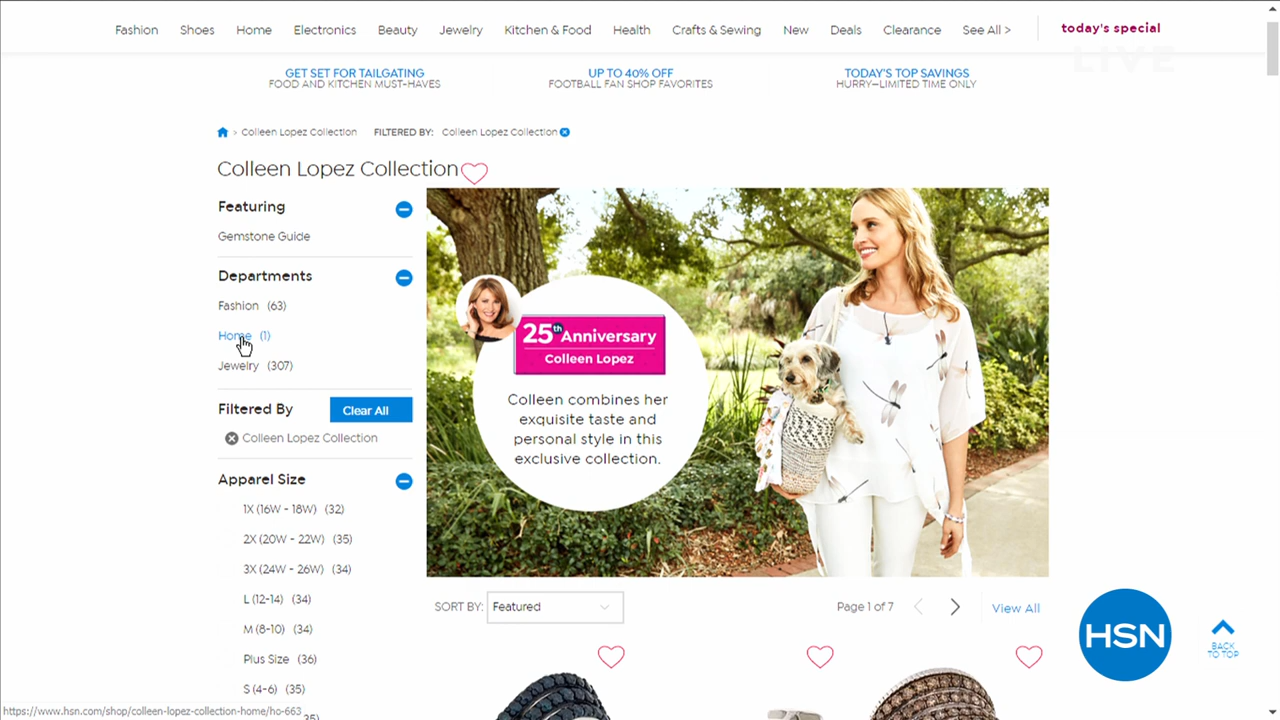 Fashion Shoes Home Electronics Beauty Jewelry Kitchen & Food Health Crafts & Sewing New Deals Clearance See All > today's special
LIVE
GET SET FOR TAILGATING
FOOD AND KITCHEN MUST-HAVES
UP TO 40% OFF
FOOTBALL FAN SHOP FAVORITES
TODAY'S TOP SAVINGS
HURRY—LIMITED TIME ONLY
> Colleen Lopez Collection FILTERED BY: Colleen Lopez Collection
Colleen Lopez Collection
Featuring
Gemstone Guide
Departments
Fashion (63)
Home (1)
Jewelry (307)
Filtered By Clear All
Colleen Lopez Collection
Apparel Size
1X (16W - 18W) (32)
2X (20W - 22W) (35)
3X (24W - 26W) (34)
L (12-14) (34)
M (8-10) (34)
Plus Size (36)
S (4-6) (35)
35)
25th Anniversary
Colleen Lopez
Colleen combines her
exquisite taste and
personal style in this
exclusive collection.
SORT BY: Featured Page 1 of 7 View All
HSN
BACK
TO TOP
https://www.hsn.com/shop/colleen-lopez-collection-home/ho-663